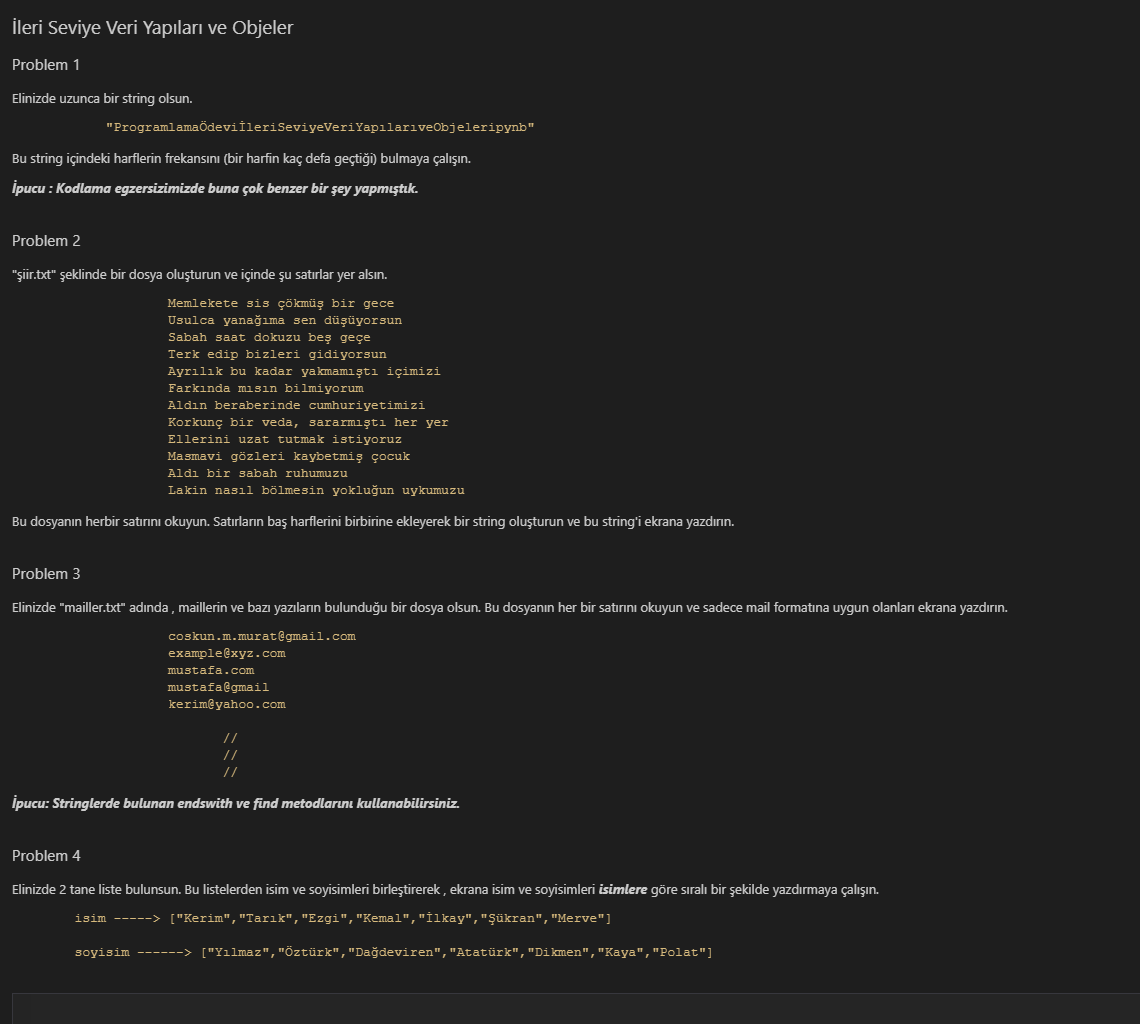 İleri Seviye Veri Yapıları ve Objeler
Problem 1
Elinizde uzunca bir string olsun.
"ProgramlamaÖdeviİleriSeviyeVeriYapılarıveObjeleripynb"
Bu string içindeki harflerin frekansını (bir harfin kaç defa geçtiği) bulmaya çalışın.
İpucu : Kodlama egzersizimizde buna çok benzer bir şey yapmıştık.
Problem 2
"şiir.txt" şeklinde bir dosya oluşturun ve içinde şu satırlar yer alsın.
Memlekete sis çökmüş bir gece
Usulca yanağıma sen düşüyorsun
Sabah saat dokuzu beş geçe
Terk edip bizleri gidiyorsun
Ayrılık bu kadar yakmamıştı içimizi
Farkında mısın bilmiyorum
Aldın beraberinde cumhuriyetimizi
Korkunç bir veda, sararmıştı her yer
Ellerini uzat tutmak istiyoruz
Masmavi gözleri kaybetmiş çocuk
Aldı bir sabah ruhumuzu
Lakin nasıl bölmesin yokluğun uykumuzu
Bu dosyanın herbir satırını okuyun. Satırların baş harflerini birbirine ekleyerek bir string oluşturun ve bu string'i ekrana yazdırın.
Problem 3
Elinizde "mailler.txt" adında , maillerin ve bazı yazıların bulunduğu bir dosya olsun. Bu dosyanın her bir satırını okuyun ve sadece mail formatına uygun olanları ekrana yazdırın.
coskun.m.murat@gmail.com
example@xyz.com
mustafa.com
mustafa@gmail
kerim@yahoo.com
//
//
//
İpucu: Stringlerde bulunan endswith ve find metodlarını kullanabilirsiniz.
Problem 4
Elinizde 2 tane liste bulunsun. Bu listelerden isim ve soyisimleri birleştirerek , ekrana isim ve soyisimleri isimlere göre sıralı bir şekilde yazdırmaya çalışın.
isim -----> ["Kerim","Tarık","Ezgi","Kemal","İlkay","Şükran","Merve"]
soyisim ------> ["Yılmaz","Öztürk","Dağdeviren","Atatürk","Dikmen","Kaya","Polat"]